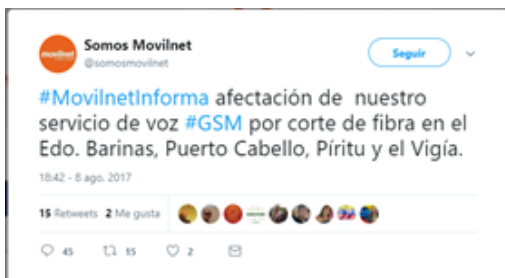 movilnet
Somos Movilnet
@somosmovilnet
Seguir
#MovilnetInforma afectación de nuestro
servicio de voz #GSM por corte de fibra en el
Edo. Barinas, Puerto Cabello, Píritu y el Vigía.
18:42 - 8 ago. 2017
15 Retweets 2 Me gusta
45 15 2